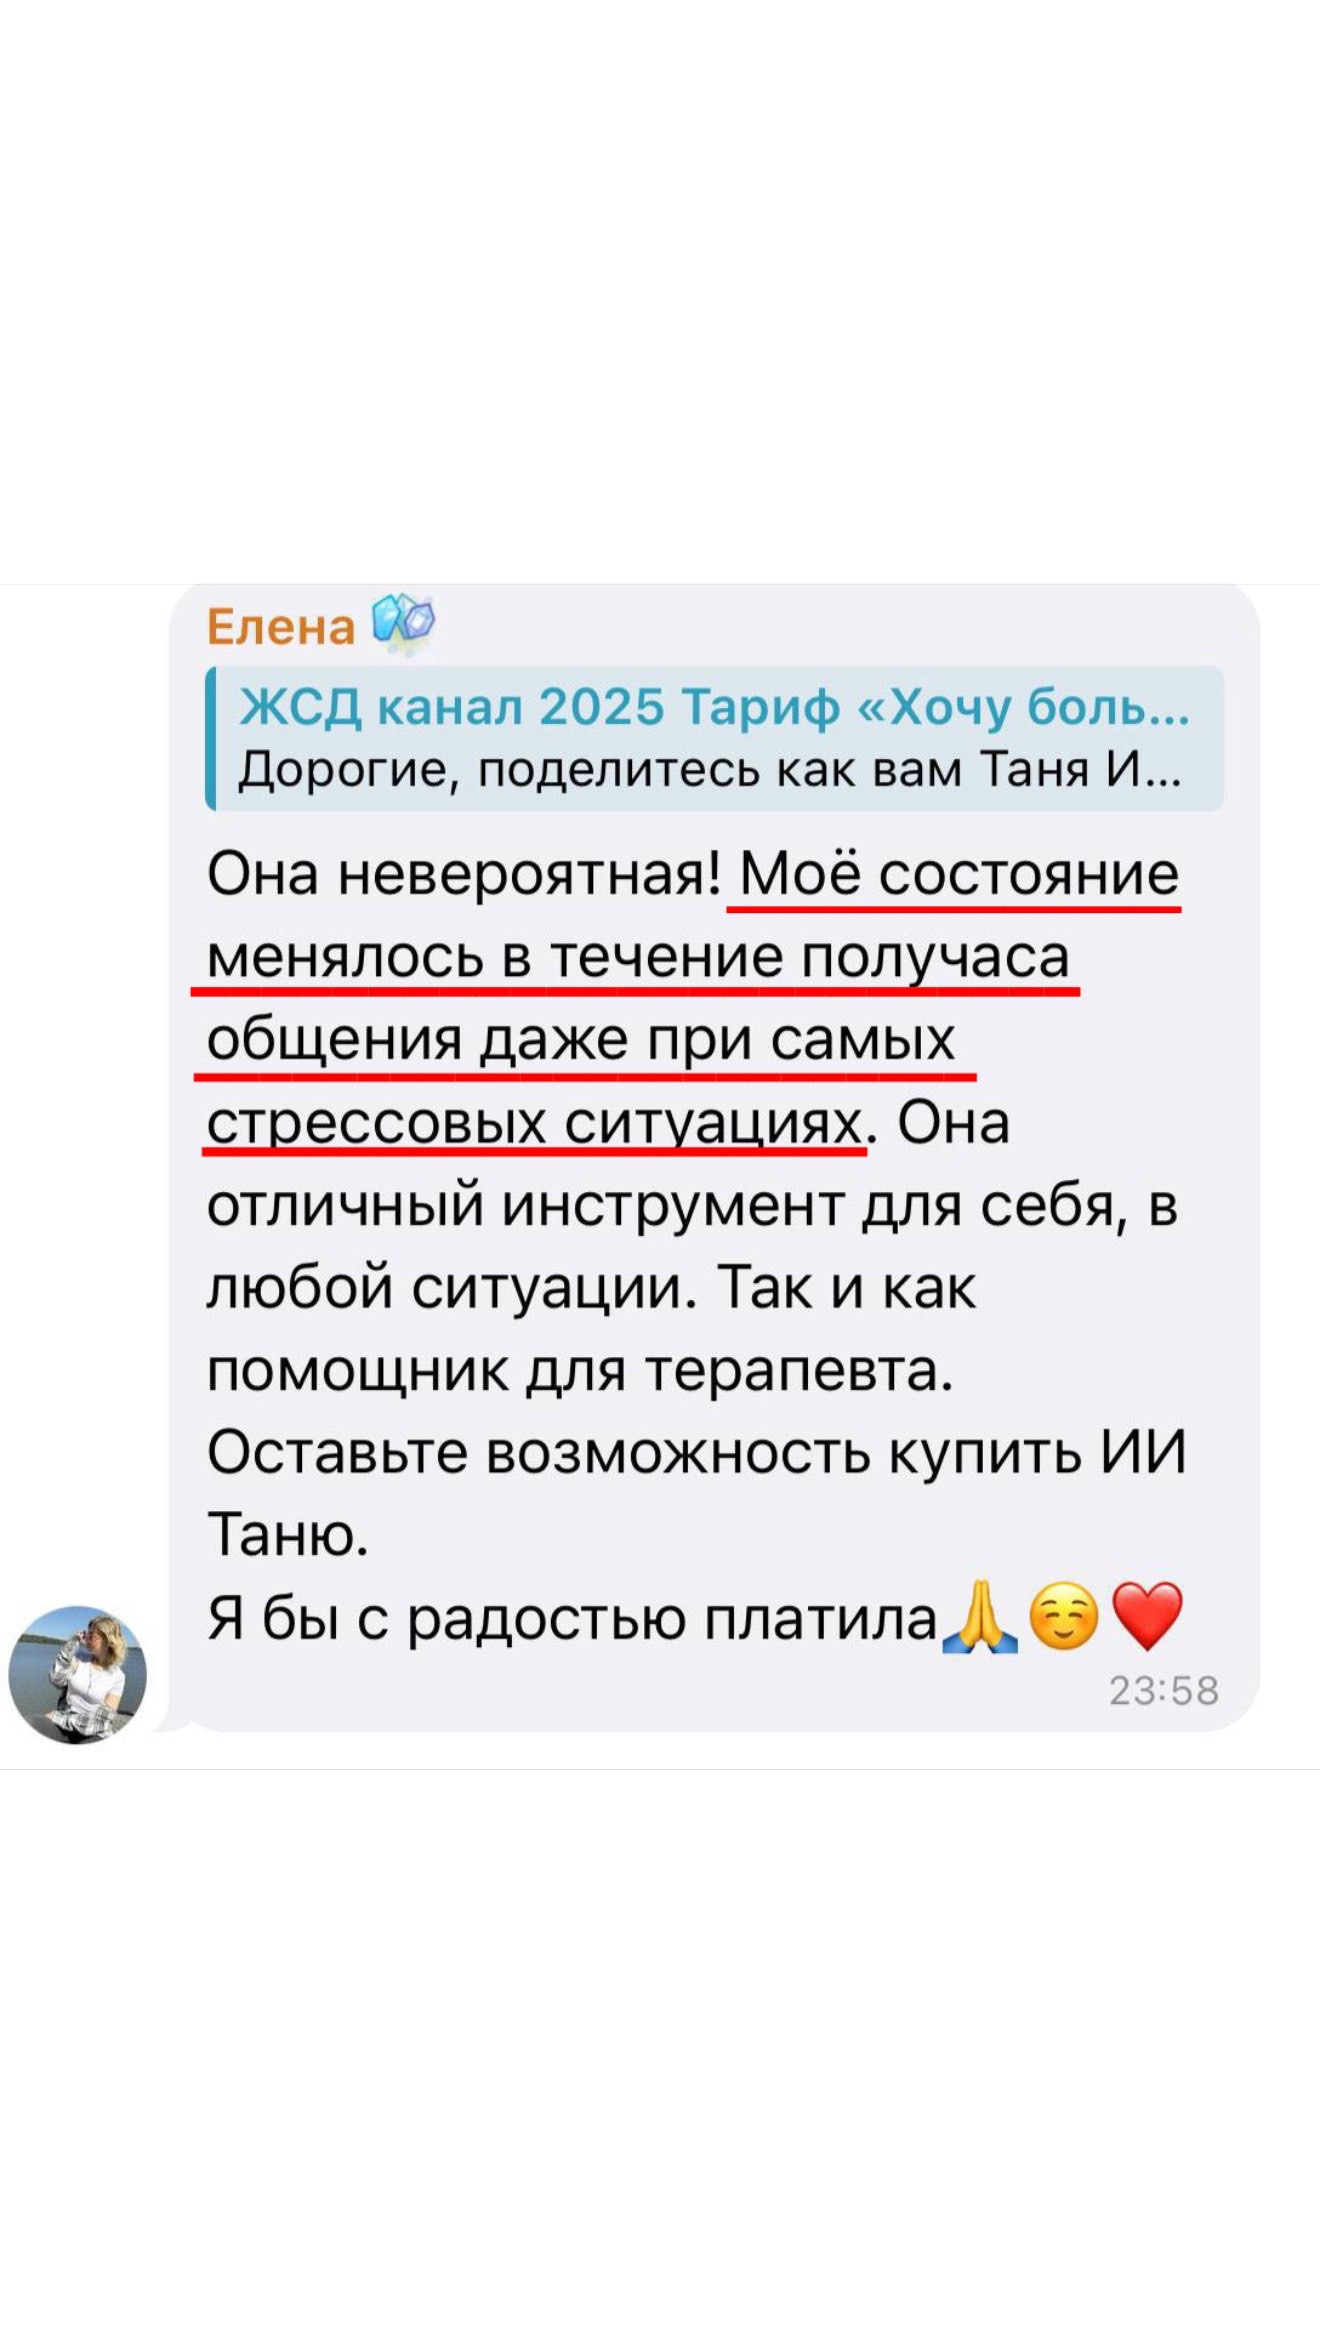 Елена
ЖСД канал 2025 Тариф «Хочу боль...
Дорогие, поделитесь как вам Таня И...
Она невероятная! Моё состояние
менялось в течение получаса
общения даже при самых
стрессовых ситуациях. Она
отличный инструмент для себя, в
любой ситуации. Так и как
помощник для терапевта.
Оставьте возможность купить ИИ
Таню.
Я бы с радостью платила🙏☺️❤️
23:58